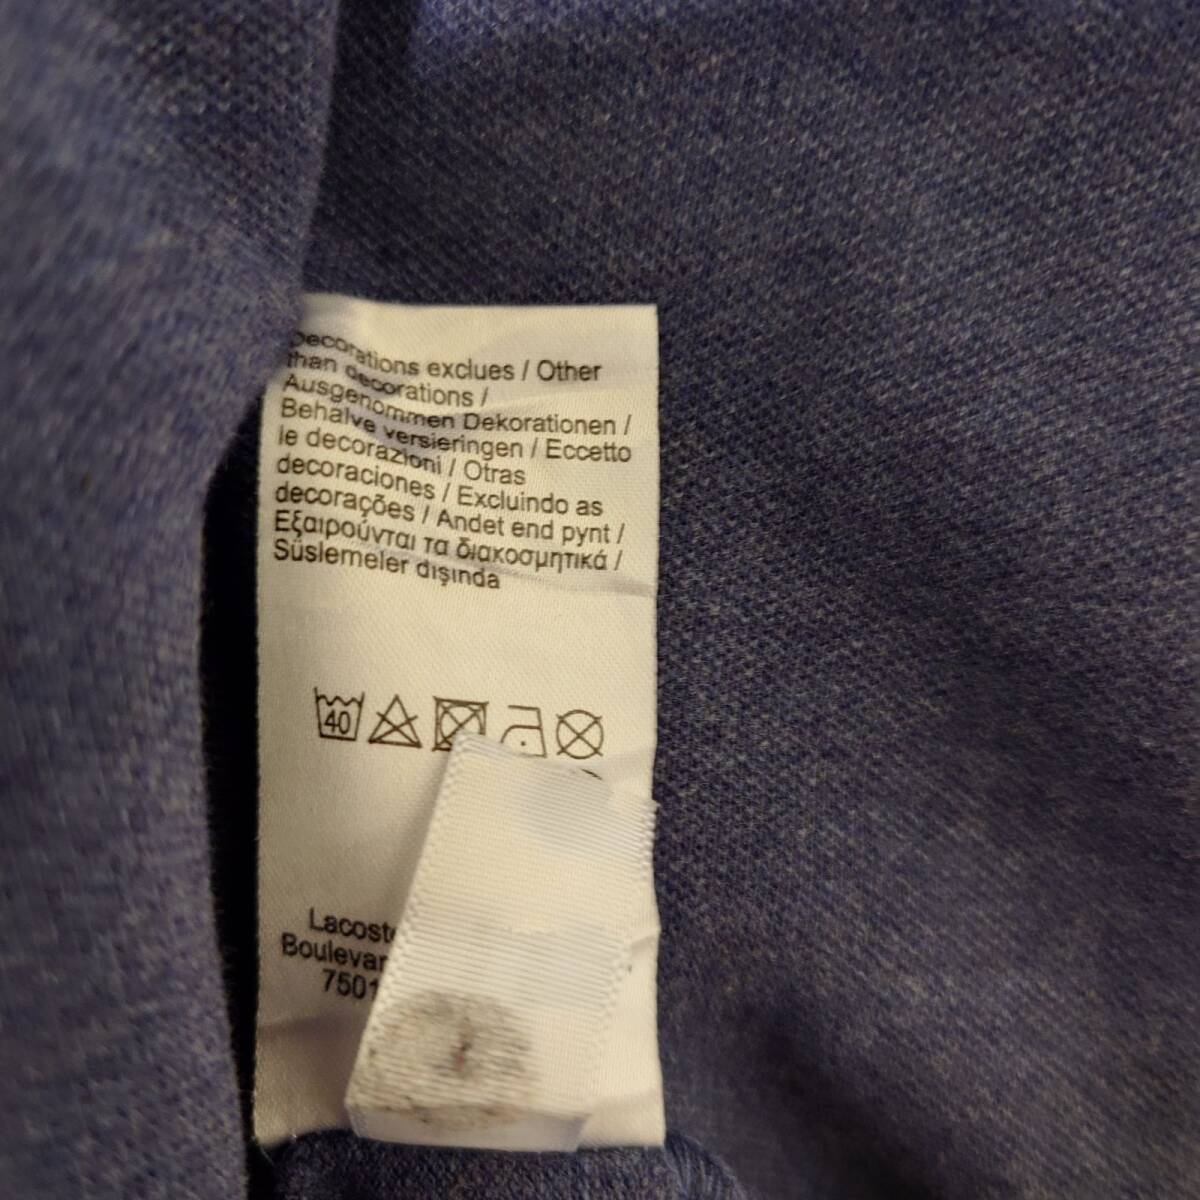 Decorations exclues / Other
than decorations /
Ausgenommen Dekorationen /
Behalve versieringen / Eccetto
le decorazioni / Otras
decoraciones / Excluindo as
decorações / Andet end pynt /
Εξαιρούνται τα διακοσμητικά /
Süslemeler dışında
40
Lacoste
Boulevar
7501